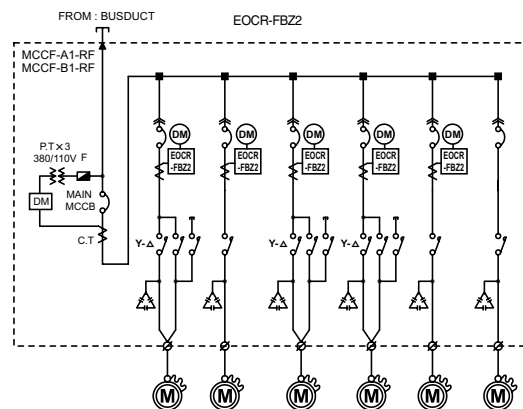 FROM : BUSDUCT
EOCR-FBZ2
MCCF-A1-RF
MCCF-B1-RF
P.T×3
380/110V F
DM
MAIN
MCCB
C.T
DM
EOCR
-FBZ2
DM
EOCR
-FBZ2
DM
EOCR
-FBZ2
DM
EOCR
-FBZ2
DM
EOCR
-FBZ2
Y-△
Y-△
Y-△
M
M
M
M
M
M